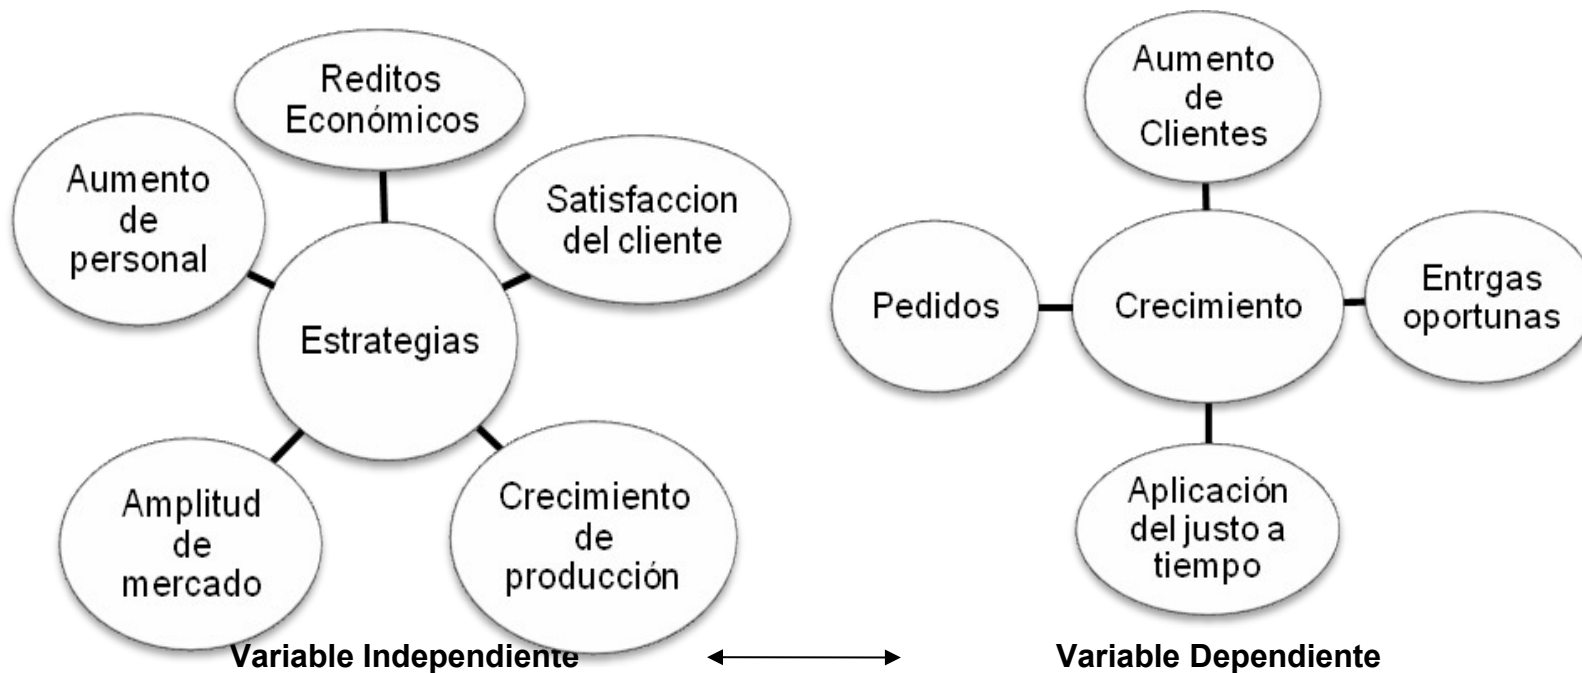 Reditos
Económicos
Aumento
de
personal
Satisfaccion
del cliente
Estrategias
Amplitud
de
mercado
Crecimiento
de
producción
Aumento
de
Clientes
Pedidos
Crecimiento
Entrgas
oportunas
Aplicación
del justo a
tiempo
Variable Independiente
Variable Dependiente